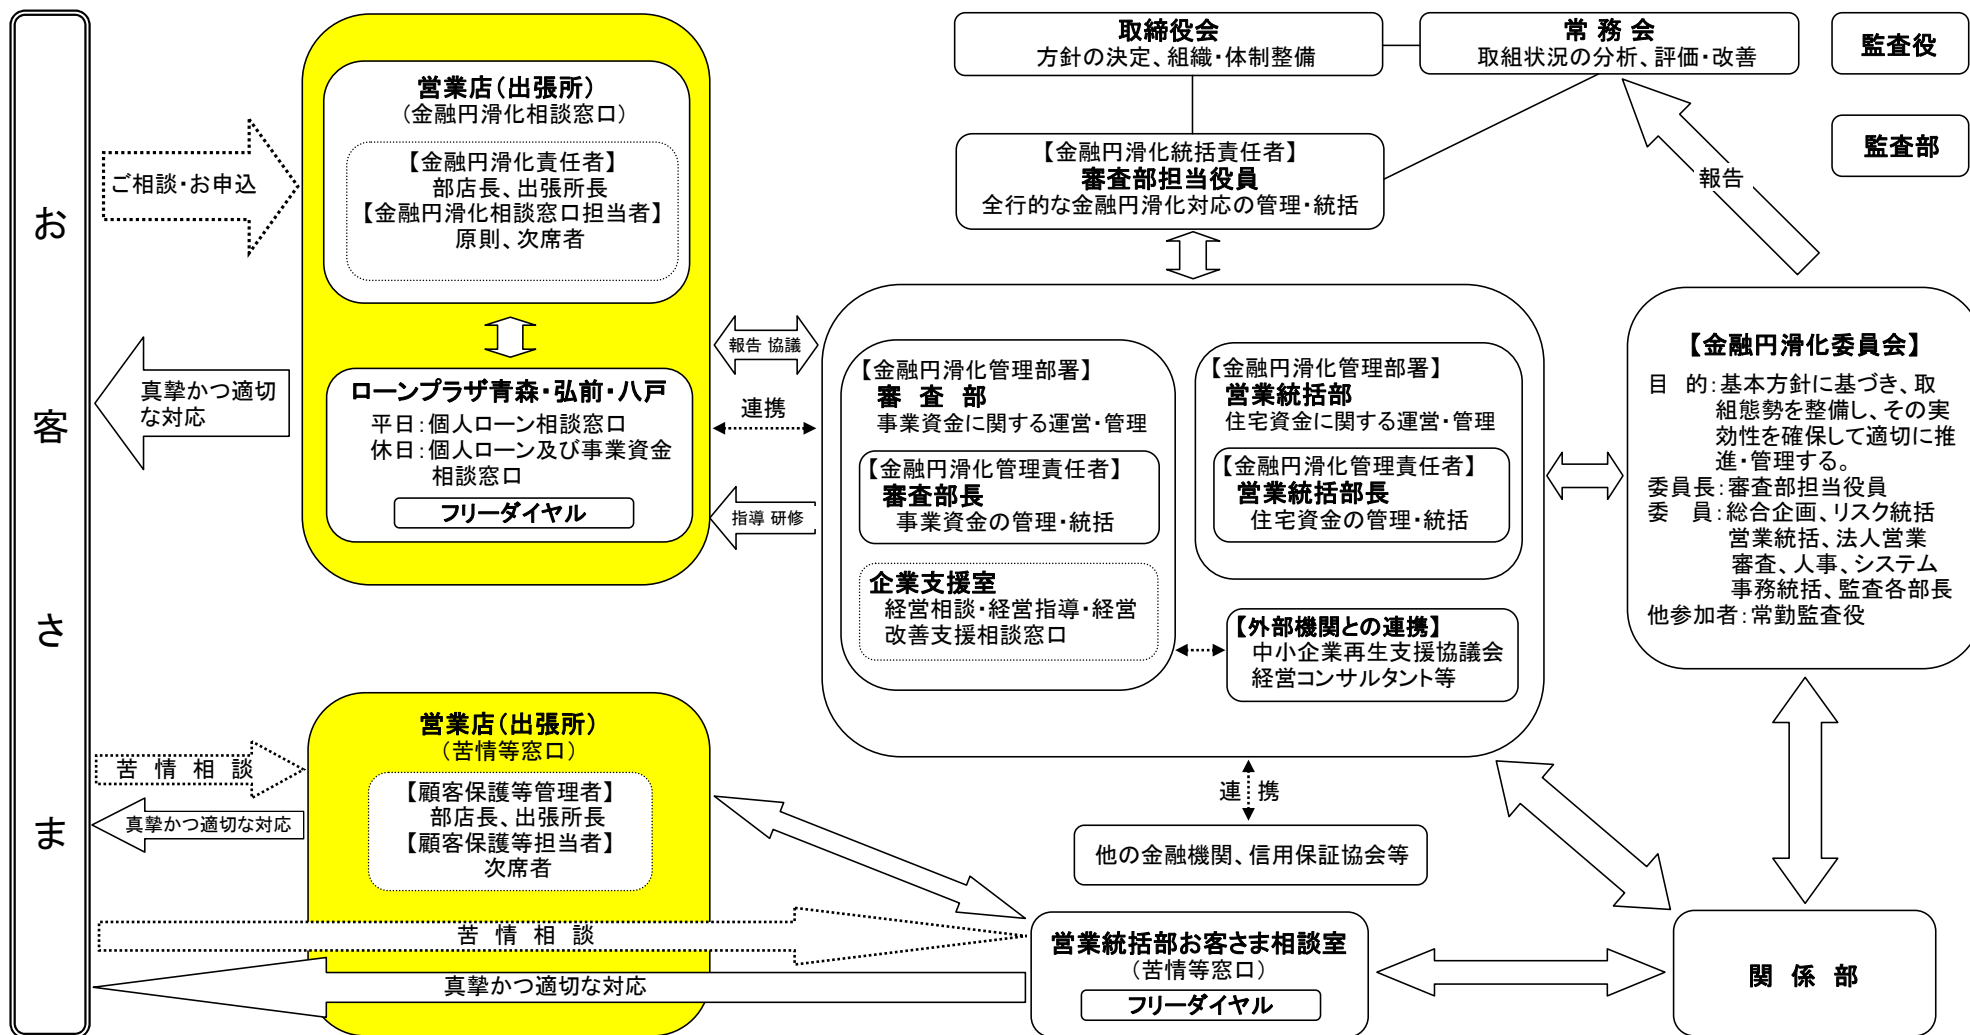 お客さま
営業店(出張所)
(金融円滑化相談窓口)
【金融円滑化責任者】
部店長、出張所長
【金融円滑化相談窓口担当者】
原則、次席者
ご相談・お申込
真摯かつ適切
な対応
ローンプラザ青森・弘前・八戸
平日:個人ローン相談窓口
休日:個人ローン及び事業資金
相談窓口
フリーダイヤル
報告 協議
連携
指導 研修
取締役会
方針の決定、組織・体制整備
常務会
取組状況の分析、評価・改善
監査役
監査部
【金融円滑化統括責任者】
審査部担当役員
全行的な金融円滑化対応の管理・統括
報告
【金融円滑化管理部署】
審査部
事業資金に関する運営・管理
【金融円滑化管理責任者】
審査部長
事業資金の管理・統括
企業支援室
経営相談・経営指導・経営
改善支援相談窓口
【金融円滑化管理部署】
営業統括部
住宅資金に関する運営・管理
【金融円滑化管理責任者】
営業統括部長
住宅資金の管理・統括
【外部機関との連携】
中小企業再生支援協議会
経営コンサルタント等
【金融円滑化委員会】
目 的:基本方針に基づき、取
組態勢を整備し、その実
効性を確保して適切に推
進・管理する。
委員長:審査部担当役員
委 員:総合企画、リスク統括
営業統括、法人営業
審査、人事、システム
事務統括、監査各部長
他参加者:常勤監査役
苦情相談
真摯かつ適切な対応
営業店(出張所)
(苦情等窓口)
【顧客保護等管理者】
部店長、出張所長
【顧客保護等担当者】
次席者
連携
他の金融機関、信用保証協会等
苦情相談
真摯かつ適切な対応
営業統括部お客さま相談室
(苦情等窓口)
フリーダイヤル
関係部